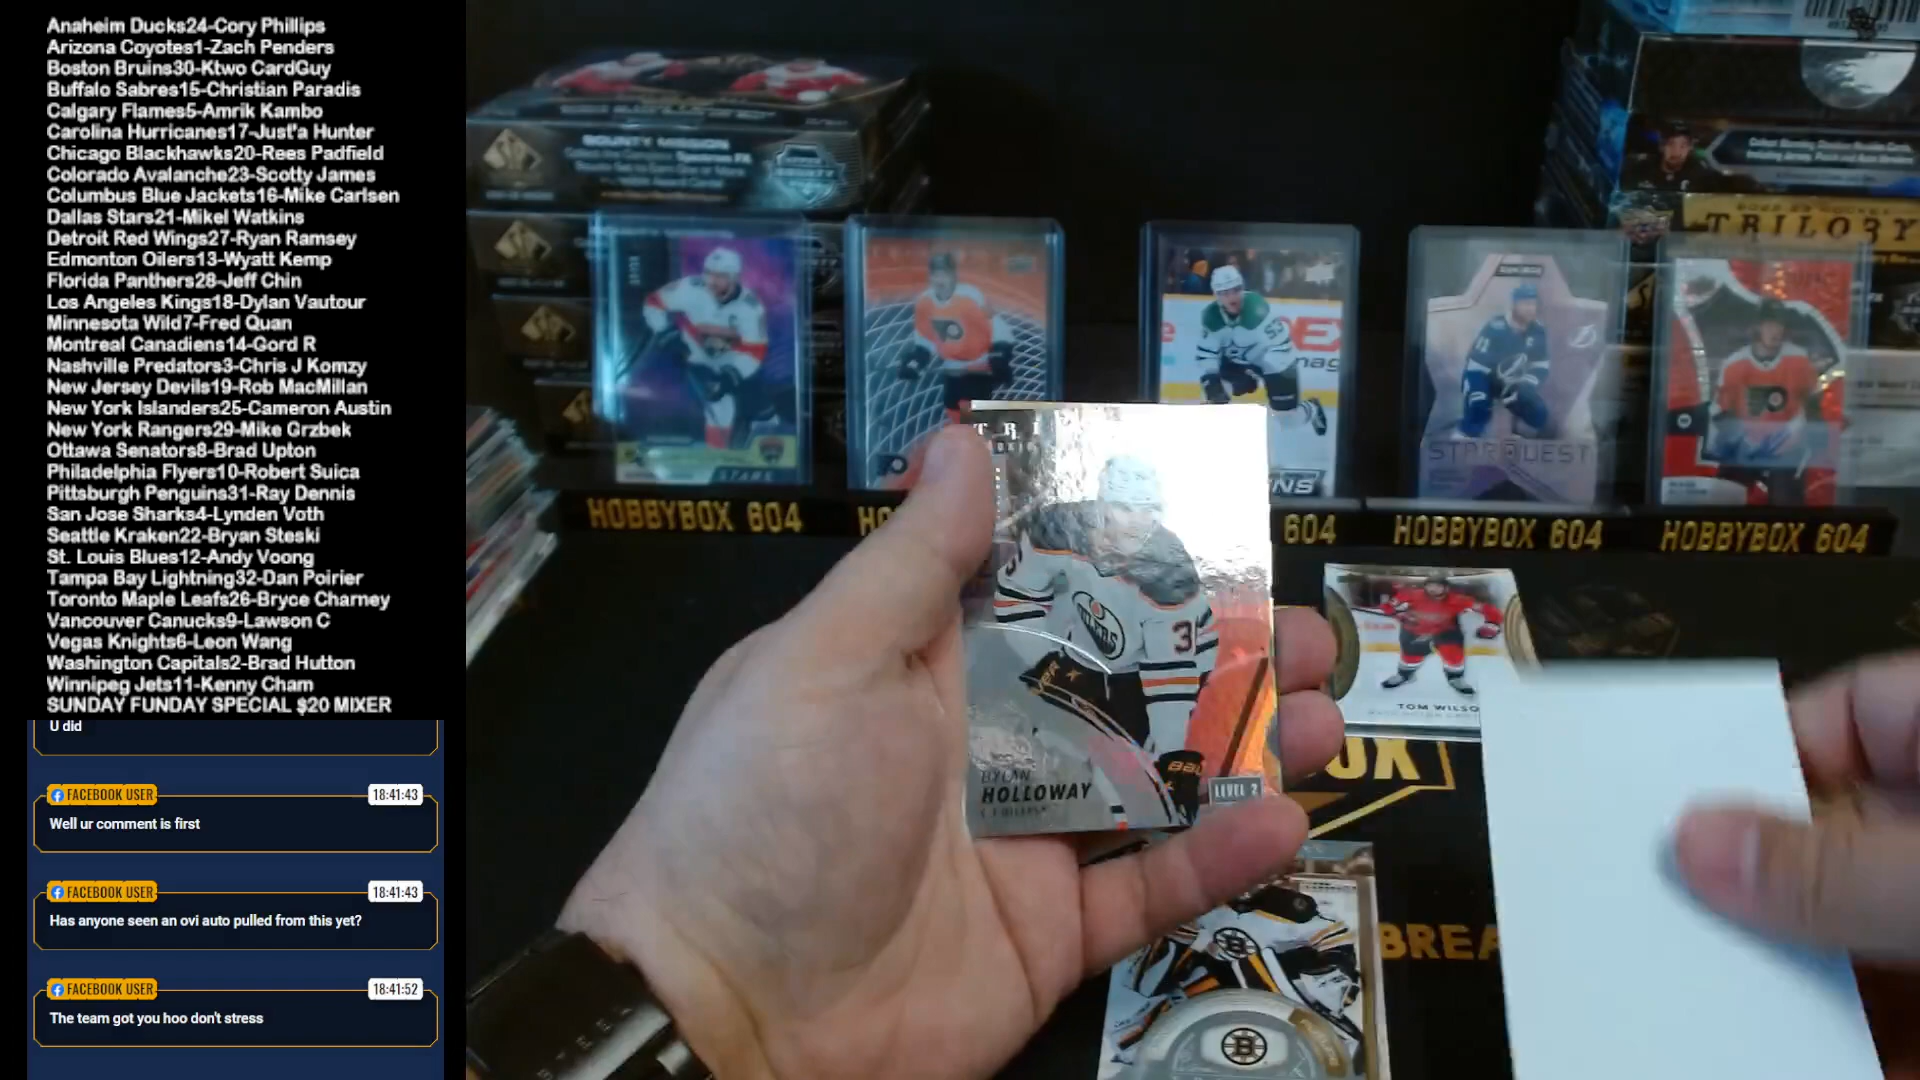 Anaheim Ducks24-Cory Phillips
Arizona Coyotes1-Zach Penders
Boston Bruins30-Ktwo CardGuy
Buffalo Sabres15-Christian Paradis
Calgary Flames5-Amrik Kambo
Carolina Hurricanes17-Just'a Hunter
Chicago Blackhawks20-Rees Padfield
Colorado Avalanche23-Scotty James
Columbus Blue Jackets16-Mike Carlsen
Dallas Stars21-Mikel Watkins
Detroit Red Wings27-Ryan Ramsey
Edmonton Oilers13-Wyatt Kemp
Florida Panthers28-Jeff Chin
Los Angeles Kings18-Dylan Vautour
Minnesota Wild7-Fred Quan
Montreal Canadiens14-Gord R
Nashville Predators3-Chris J Komzy
New Jersey Devils19-Rob MacMillan
New York Islanders25-Cameron Austin
New York Rangers29-Mike Grzbek
Ottawa Senators8-Brad Upton
Philadelphia Flyers10-Robert Suica
Pittsburgh Penguins31-Ray Dennis
San Jose Sharks4-Lynden Voth
Seattle Kraken22-Bryan Steski
St. Louis Blues12-Andy Voong
Tampa Bay Lightning32-Dan Poirier
Toronto Maple Leafs26-Bryce Charney
Vancouver Canucks9-Lawson C
Vegas Knights6-Leon Wang
Washington Capitals2-Brad Hutton
Winnipeg Jets11-Kenny Cham
SUNDAY FUNDAY SPECIAL $20 MIXER
U did
FACEBOOK USER 18:41:43
Well ur comment is first
FACEBOOK USER 18:41:43
Has anyone seen an ovi auto pulled from this yet?
FACEBOOK USER 18:41:52
The team got you hoo don't stress
BOUNTY MISSION
TRILOGY
STARS
STARQUEST
HOBBYBOX 604
HO
604
HOBBYBOX 604
HOBBYBOX 604
TRI
OILERS
3
DYLAN
HOLLOWAY
LEVEL 2
TOM WILSO
OX
BREA
B
B